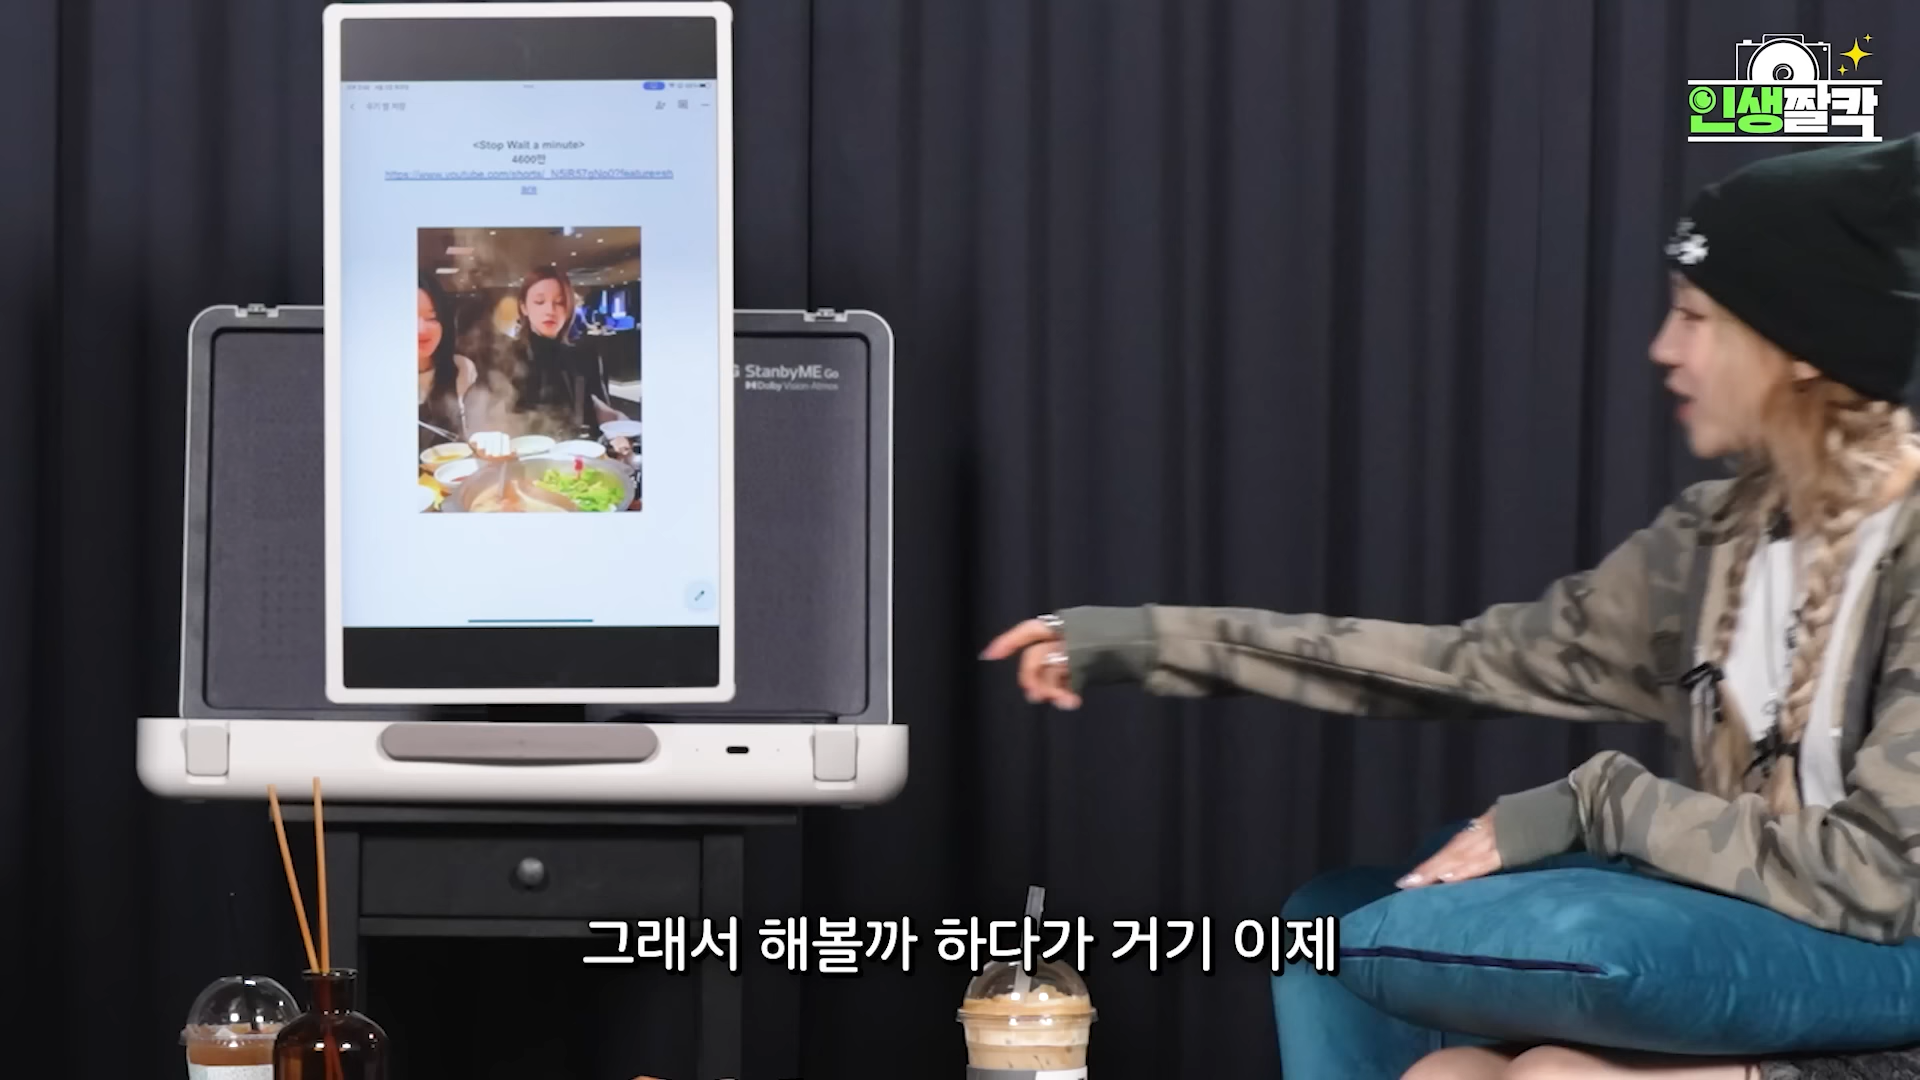 인생짤칵
<Stop Wait a minute>
4600만
StanbyME Go
Dolby Vision·Atmos
그래서 해볼까 하다가 거기 이제